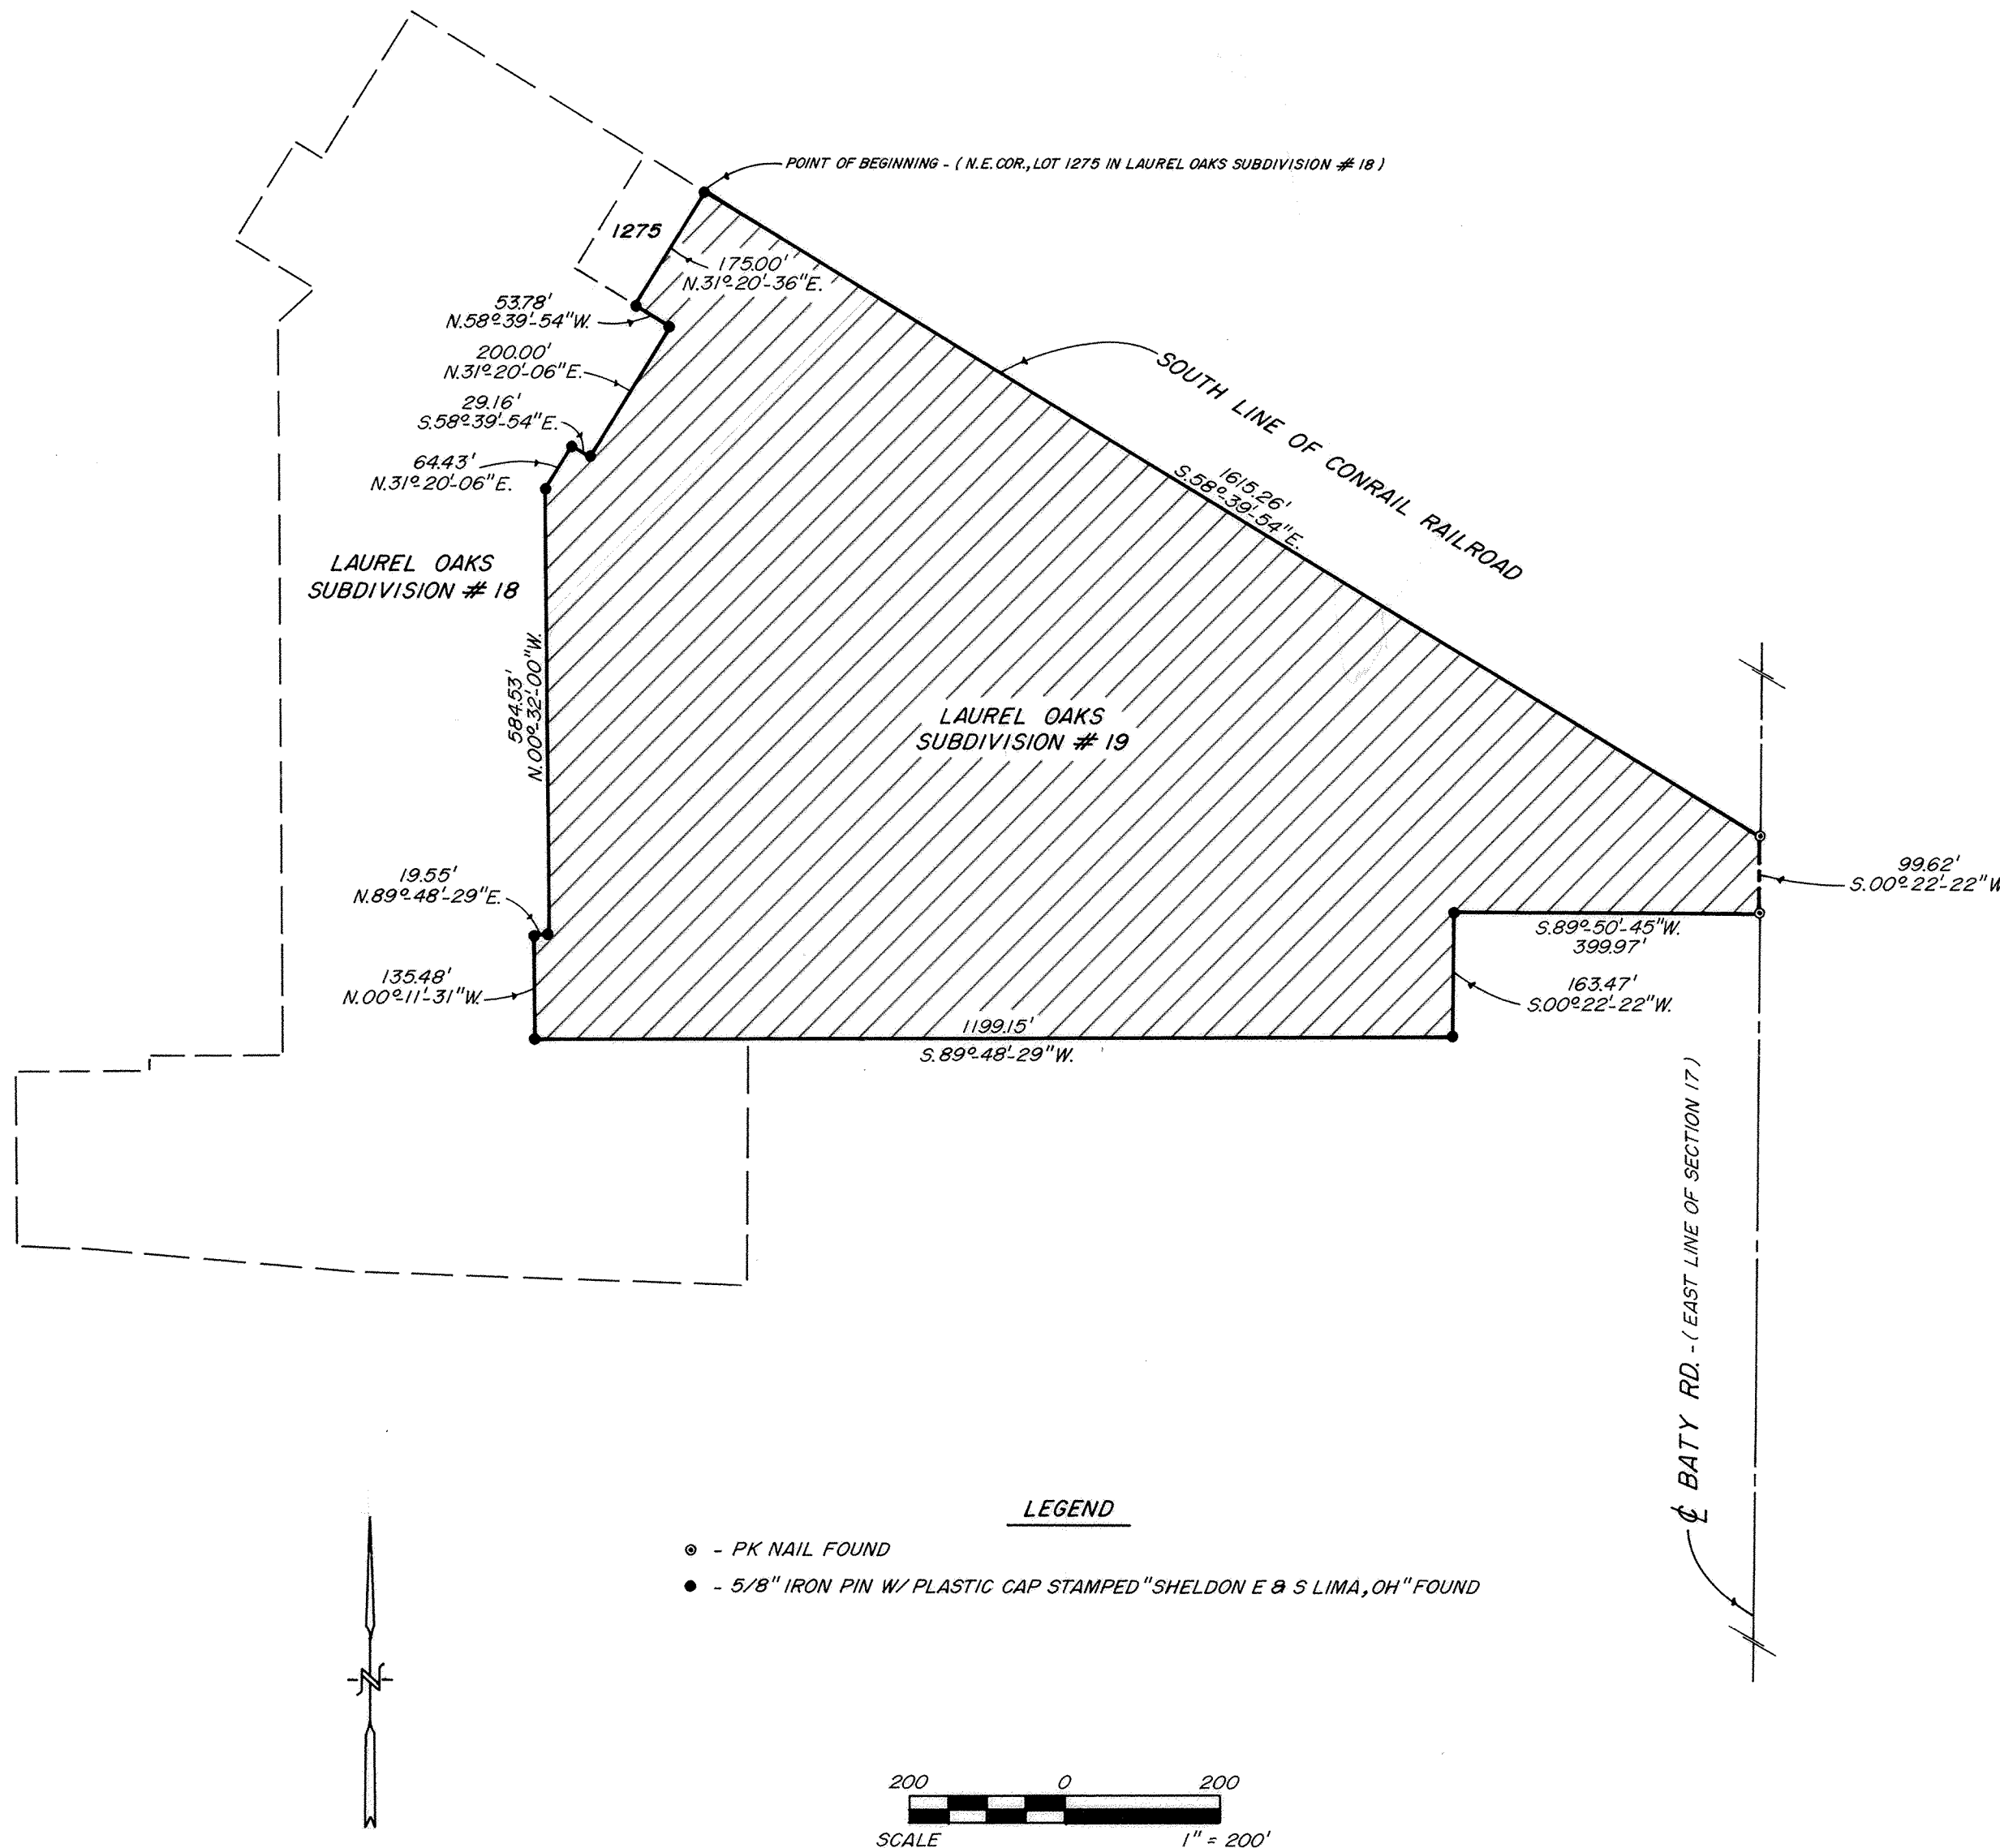 POINT OF BEGINNING - ( N.E. COR., LOT 1275 IN LAUREL OAKS SUBDIVISION # 18 )
1275
175.00'
N.31°-20'-36"E.
53.78'
N.58°-39'-54"W.
200.00'
N.31°-20'-06"E.
29.16'
S.58°-39'-54"E.
64.43'
N.31°-20'-06"E.
SOUTH LINE OF CONRAIL RAILROAD
1615.26'
S.58°-39'-54"E.
LAUREL OAKS
SUBDIVISION # 18
584.53'
N.00°-32'-00"W.
LAUREL OAKS
SUBDIVISION # 19
99.62'
S.00°-22'-22"W
19.55'
N.89°-48'-29"E.
S.89°-50'-45"W.
399.97'
135.48'
N.00°-11'-31"W.
163.47'
S.00°-22'-22"W.
1199.15'
S.89°-48'-29"W.
℄ BATY RD. - ( EAST LINE OF SECTION 17 )
LEGEND
- PK NAIL FOUND
- 5/8" IRON PIN W/ PLASTIC CAP STAMPED "SHELDON E & S LIMA, OH" FOUND
N
200 0 200
SCALE 1" = 200'